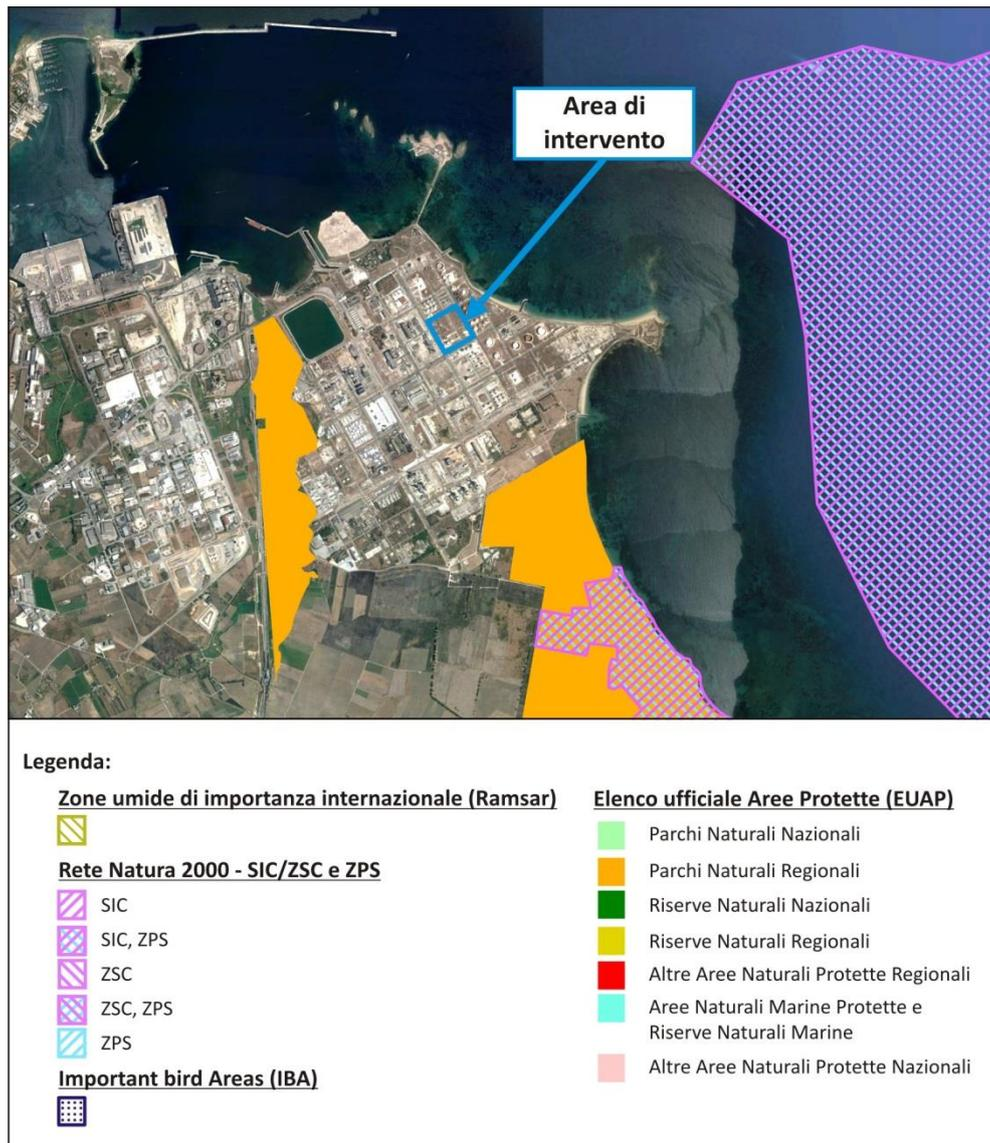 Area di
intervento
Legenda:
Zone umide di importanza internazionale (Ramsar)
Rete Natura 2000 - SIC/ZSC e ZPS
SIC
SIC, ZPS
ZSC
ZSC, ZPS
ZPS
Important bird Areas (IBA)
Elenco ufficiale Aree Protette (EUAP)
Parchi Naturali Nazionali
Parchi Naturali Regionali
Riserve Naturali Nazionali
Riserve Naturali Regionali
Altre Aree Naturali Protette Regionali
Aree Naturali Marine Protette e
Riserve Naturali Marine
Altre Aree Naturali Protette Nazionali